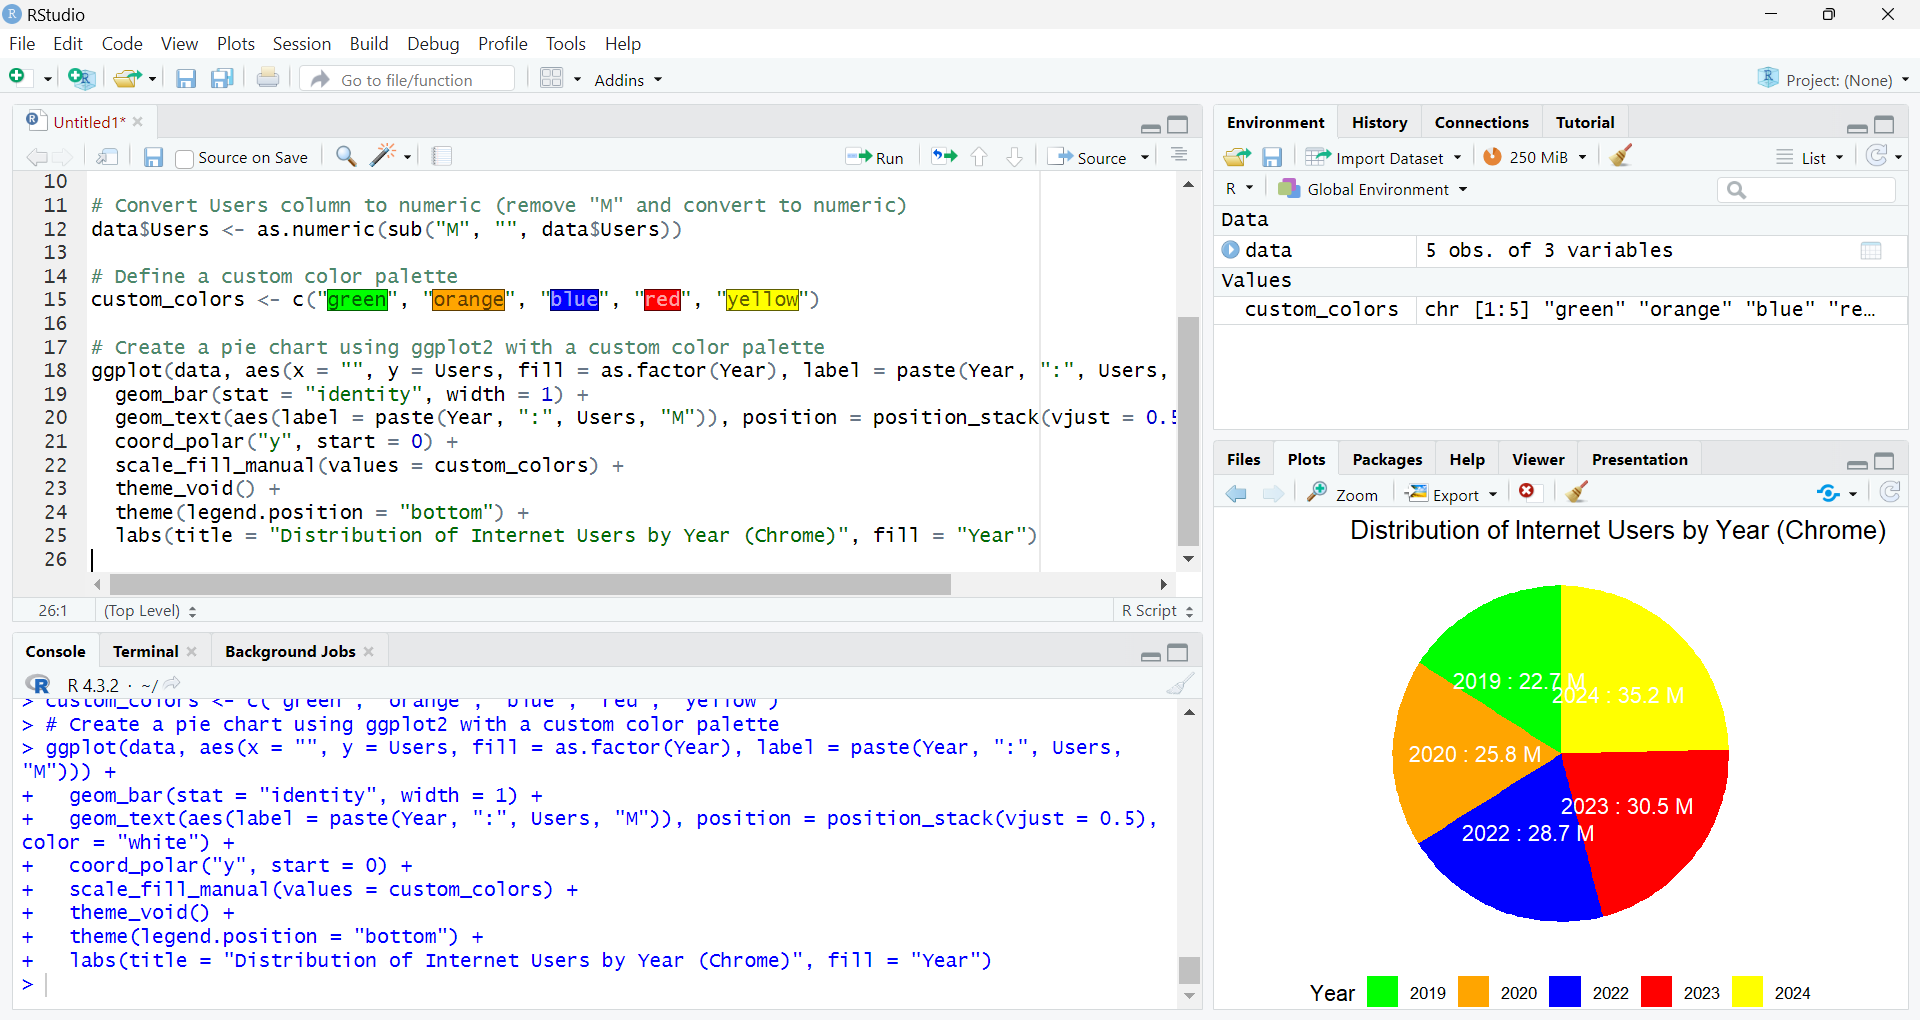 RStudio
File Edit Code View Plots Session Build Debug Profile Tools Help
Go to file/function Addins Project: (None)
Untitled1*
Source on Save Run Source
10
11 # Convert Users column to numeric (remove "M" and convert to numeric)
12 data$Users <- as.numeric(sub("M", "", data$Users))
13
14 # Define a custom color palette
15 custom_colors <- c("green", "orange", "blue", "red", "yellow")
16
17 # Create a pie chart using ggplot2 with a custom color palette
18 ggplot(data, aes(x = "", y = Users, fill = as.factor(Year), label = paste(Year, ":", Users,
19 geom_bar(stat = "identity", width = 1) +
20 geom_text(aes(label = paste(Year, ":", Users, "M")), position = position_stack(vjust = 0.5
21 coord_polar("y", start = 0) +
22 scale_fill_manual(values = custom_colors) +
23 theme_void() +
24 theme(legend.position = "bottom") +
25 labs(title = "Distribution of Internet Users by Year (Chrome)", fill = "Year")
26
26:1 (Top Level) R Script
Console Terminal Background Jobs
R 4.3.2 · ~/
> custom_colors <- c("green", "orange", "blue", "red", "yellow")
> # Create a pie chart using ggplot2 with a custom color palette
> ggplot(data, aes(x = "", y = Users, fill = as.factor(Year), label = paste(Year, ":", Users,
"M"))) +
+ geom_bar(stat = "identity", width = 1) +
+ geom_text(aes(label = paste(Year, ":", Users, "M")), position = position_stack(vjust = 0.5),
color = "white") +
+ coord_polar("y", start = 0) +
+ scale_fill_manual(values = custom_colors) +
+ theme_void() +
+ theme(legend.position = "bottom") +
+ labs(title = "Distribution of Internet Users by Year (Chrome)", fill = "Year")
>
Environment History Connections Tutorial
Import Dataset 250 MiB List
R Global Environment
Data
data 5 obs. of 3 variables
Values
custom_colors chr [1:5] "green" "orange" "blue" "re…
Files Plots Packages Help Viewer Presentation
Zoom Export
Distribution of Internet Users by Year (Chrome)
2019 : 22.7 M
2024 : 35.2 M
2020 : 25.8 M
2023 : 30.5 M
2022 : 28.7 M
Year 2019 2020 2022 2023 2024